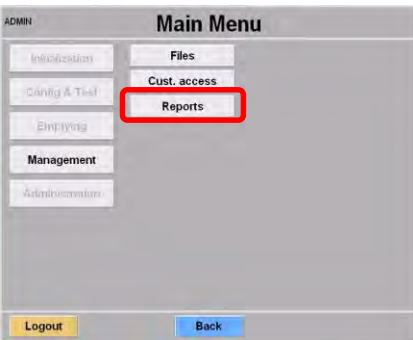 ADMIN
Main Menu
Initialization
Files
Cust. access
Config & Test
Reports
Emptying
Management
Administration
Logout
Back